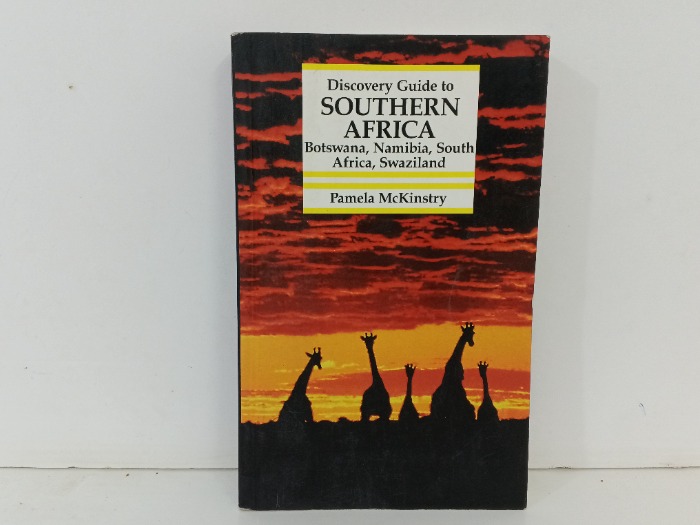 Discovery Guide to
SOUTHERN
AFRICA
Botswana, Namibia, South
Africa, Swaziland
Pamela McKinstry